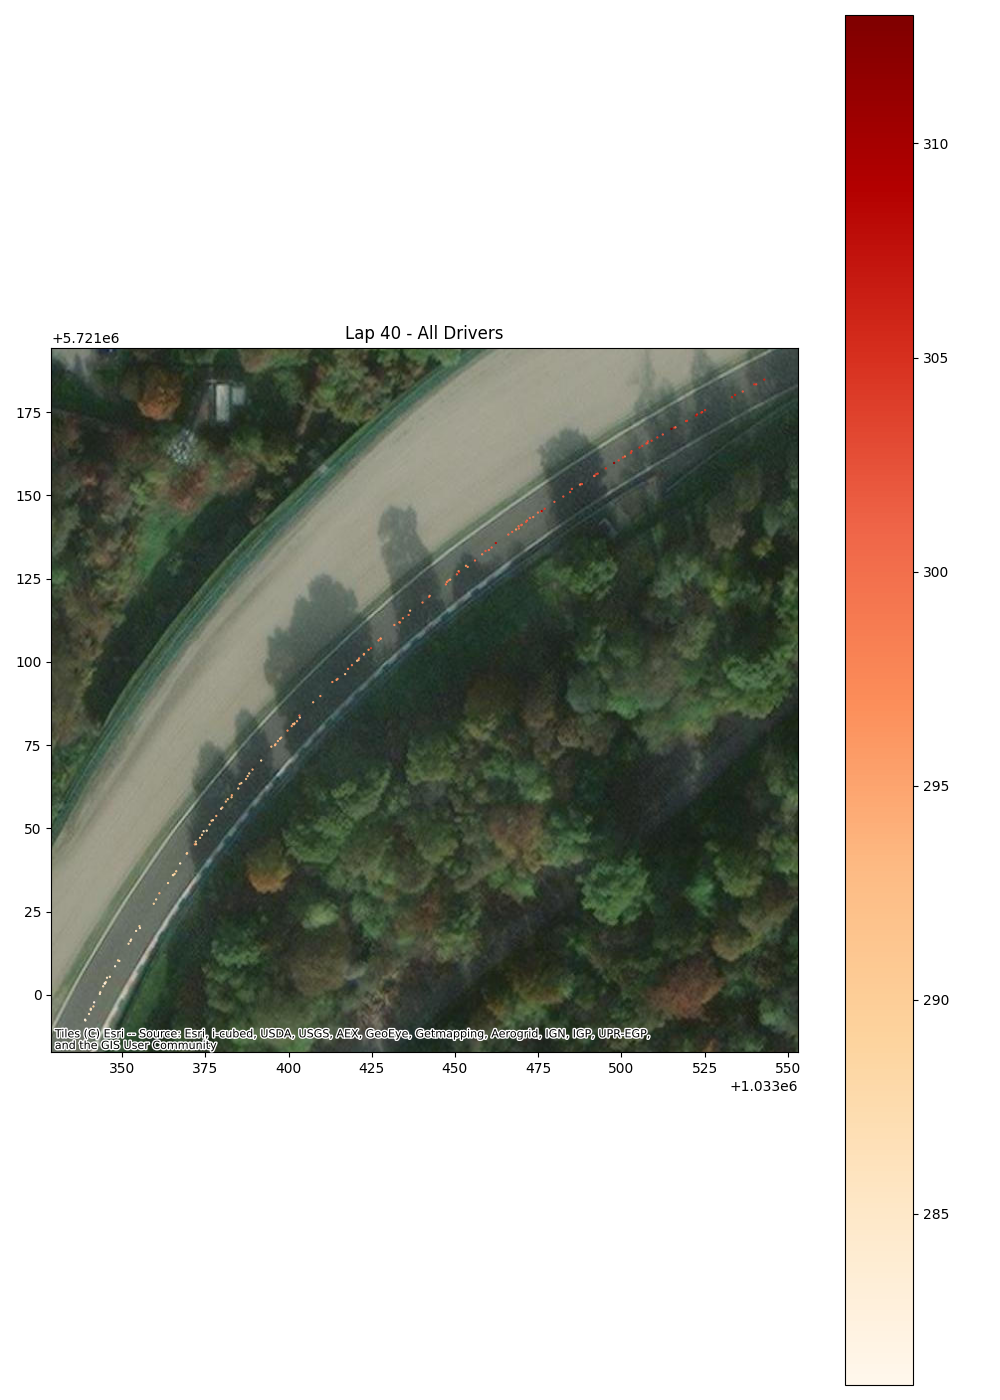 Lap 40 - All Drivers
+5.721e6
175
150
125
100
75
50
25
0
350 375 400 425 450 475 500 525 550
+1.033e6
Tiles (C) Esri -- Source: Esri, i-cubed, USDA, USGS, AEX, GeoEye, Getmapping, Aerogrid, IGN, IGP, UPR-EGP,
and the GIS User Community
310
305
300
295
290
285